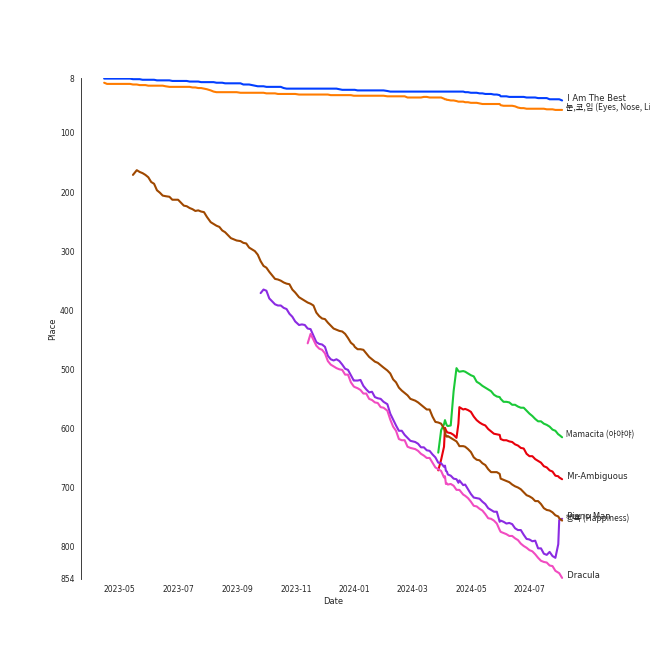 8
100
200
300
400
500
600
700
800
854
Place
2023-05
2023-07
2023-09
2023-11
2024-01
2024-03
2024-05
2024-07
Date
I Am The Best
눈,코,입 (Eyes, Nose, Li
Mamacita (아야야)
Mr-Ambiguous
Piano Man
(Happiness)
Dracula